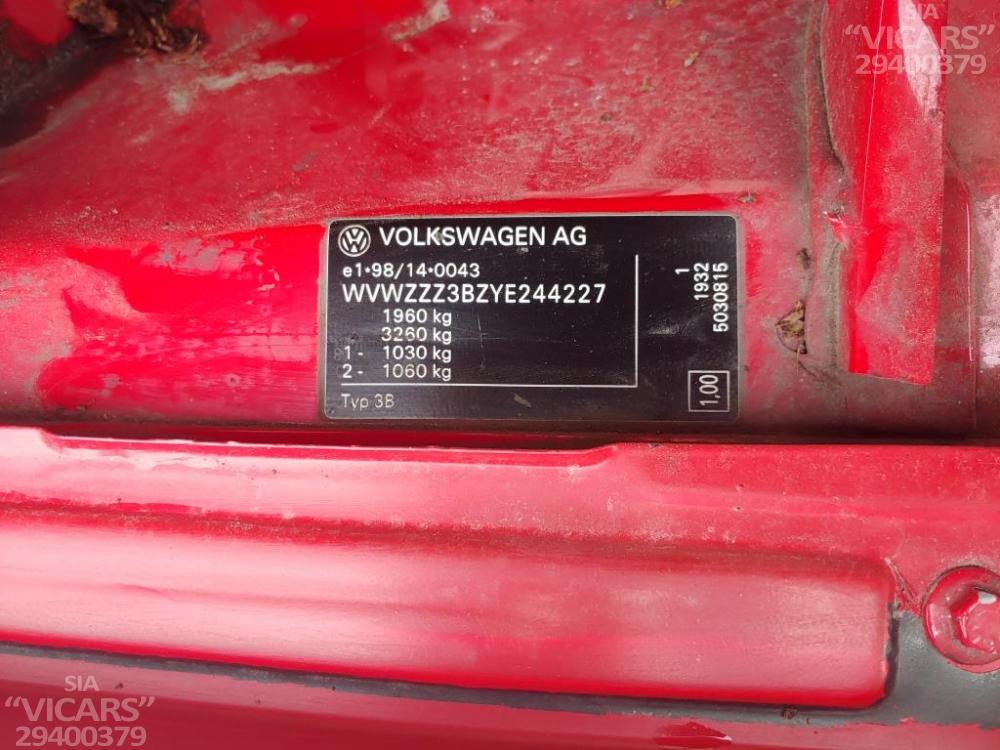 SIA
"VICARS"
29400379
VOLKSWAGEN AG
e1•98/14•0043
WVWZZZ3BZYE244227
1960 kg
3260 kg
1 - 1030 kg
2 - 1060 kg
Typ 3B
1
1932
5030815
1,00
SIA
"VICARS"
29400379